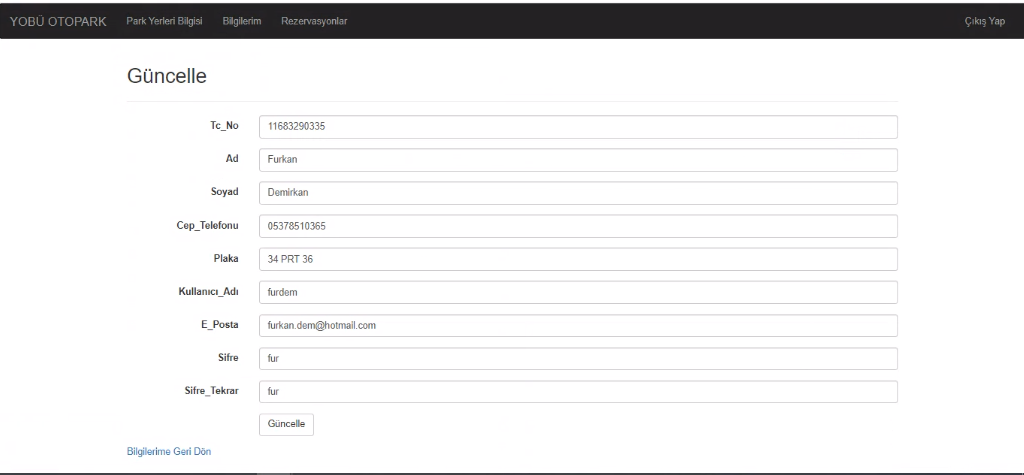 YOBÜ OTOPARK Park Yerleri Bilgisi Bilgilerim Rezervasyonlar Çıkış Yap
Güncelle
Tc_No 11683290335
Ad Furkan
Soyad Demirkan
Cep_Telefonu 05378510365
Plaka 34 PRT 36
Kullanıcı_Adı furdem
E_Posta furkan.dem@hotmail.com
Sifre fur
Sifre_Tekrar fur
Güncelle
Bilgilerime Geri Dön